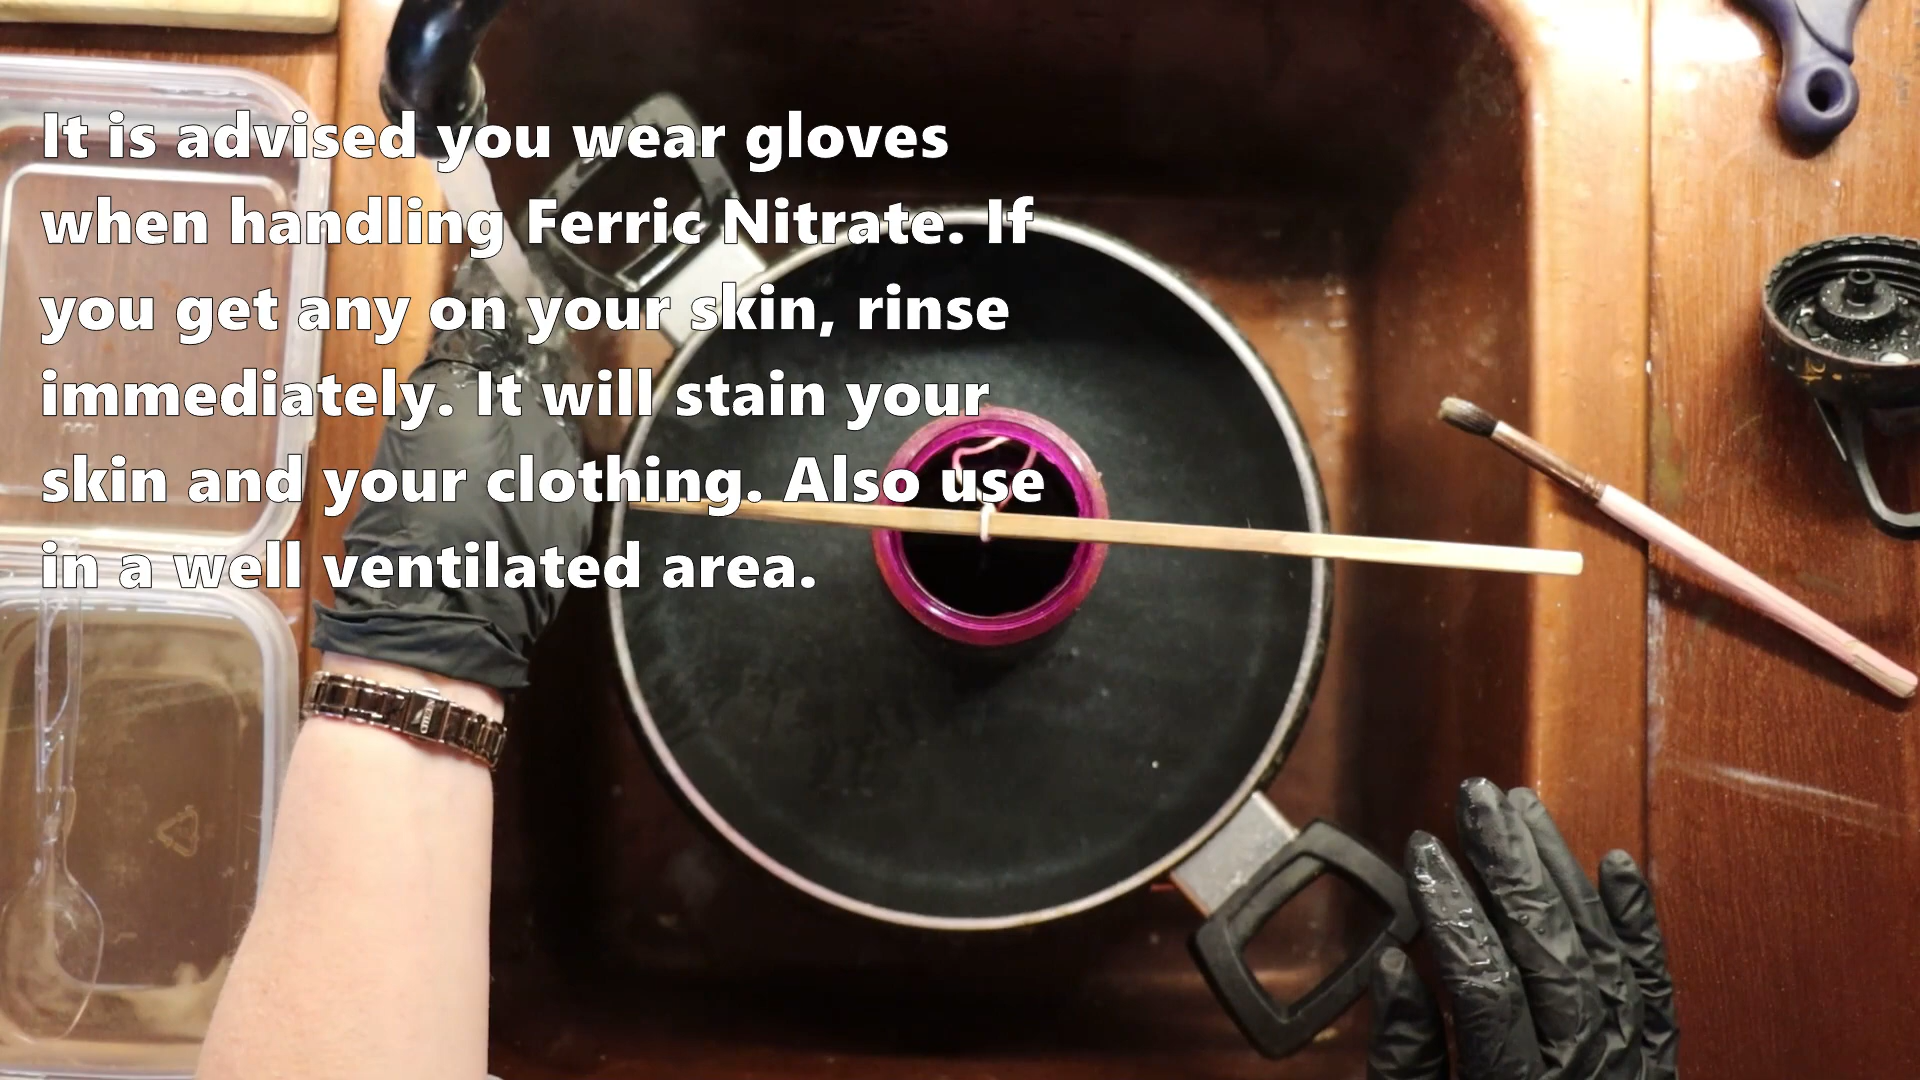 It is advised you wear gloves
when handling Ferric Nitrate. If
you get any on your skin, rinse
immediately. It will stain your
skin and your clothing. Also use
in a well ventilated area.